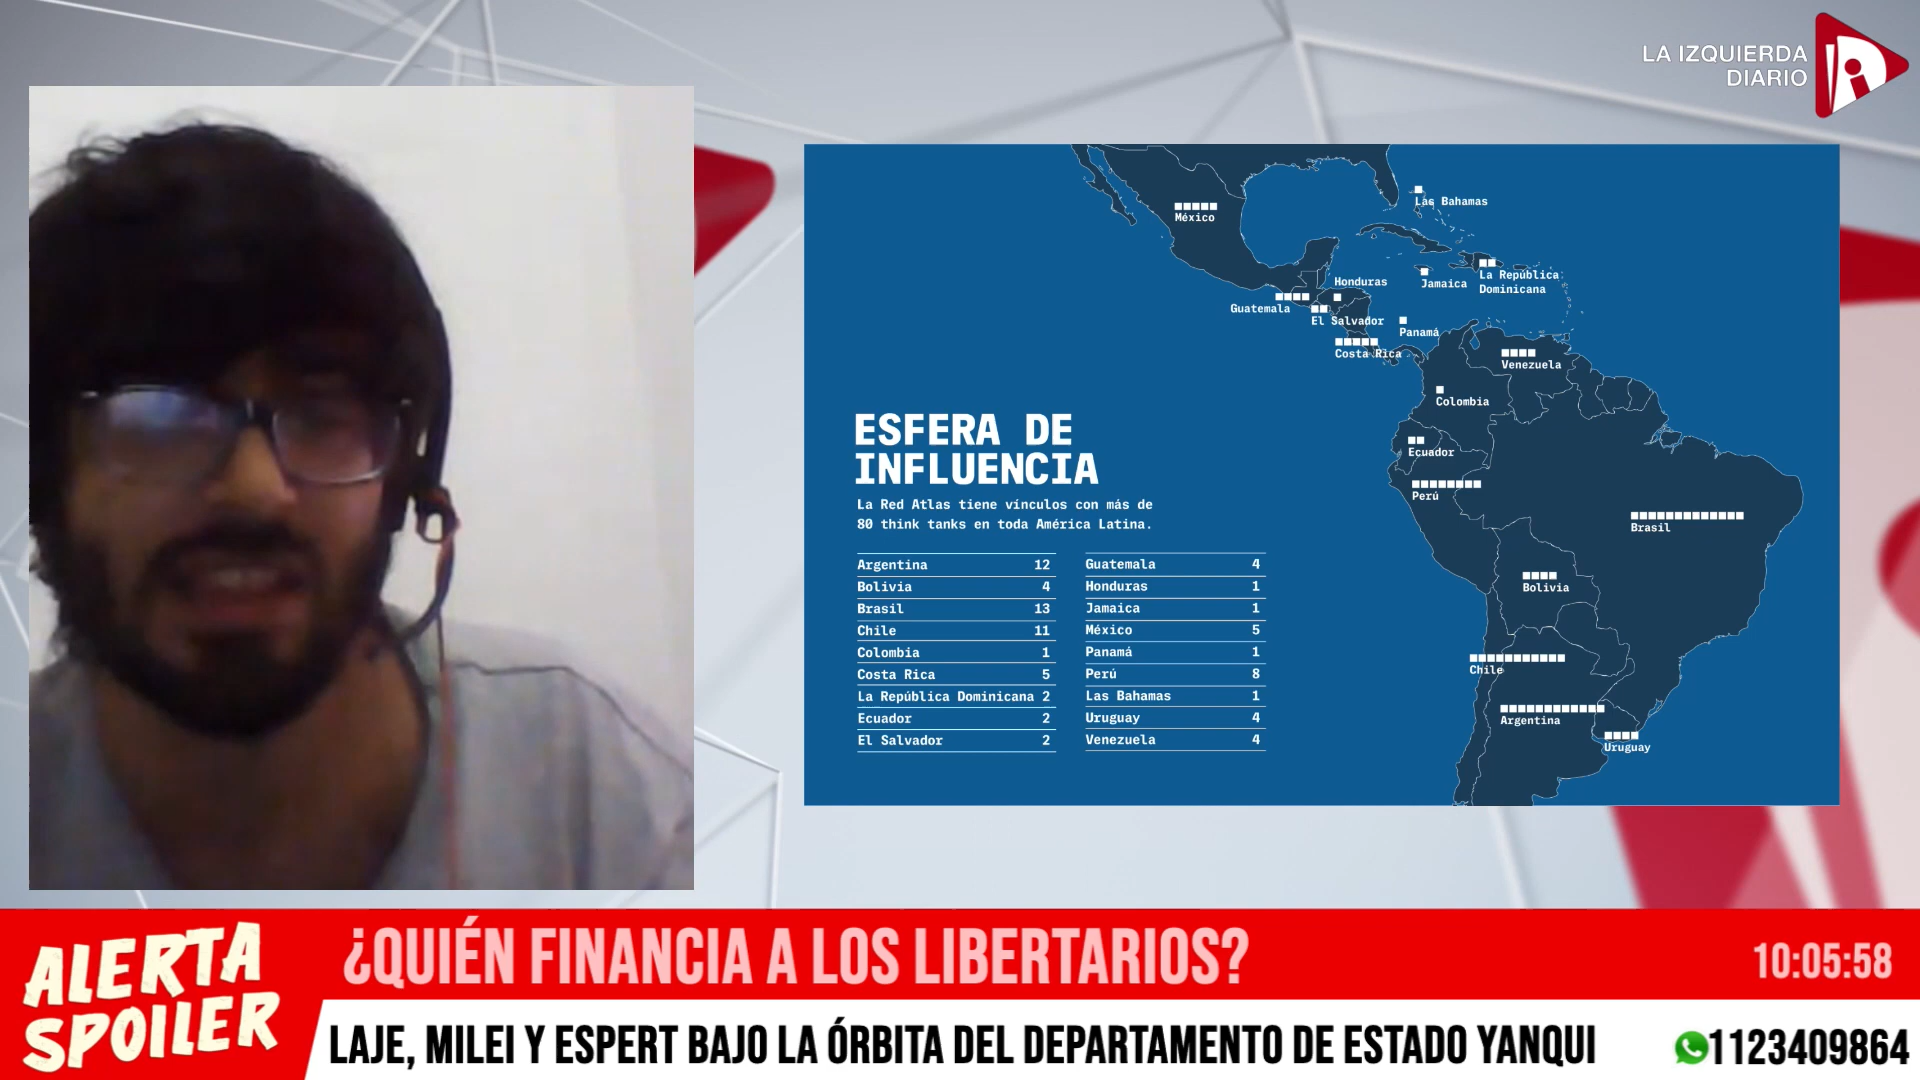 LA IZQUIERDA
DIARIO
México
Las Bahamas
Honduras
Jamaica
La República
Dominicana
Guatemala
El Salvador
Panamá
Costa Rica
Venezuela
Colombia
Ecuador
Perú
Brasil
Bolivia
Chile
Argentina
Uruguay
ESFERA DE
INFLUENCIA
La Red Atlas tiene vínculos con más de
80 think tanks en toda América Latina.
Argentina 12
Bolivia 4
Brasil 13
Chile 11
Colombia 1
Costa Rica 5
La República Dominicana 2
Ecuador 2
El Salvador 2
Guatemala 4
Honduras 1
Jamaica 1
México 5
Panamá 1
Perú 8
Las Bahamas 1
Uruguay 4
Venezuela 4
ALERTA
SPOILER
¿QUIÉN FINANCIA A LOS LIBERTARIOS?
10:05:58
LAJE, MILEI Y ESPERT BAJO LA ÓRBITA DEL DEPARTAMENTO DE ESTADO YANQUI
1123409864